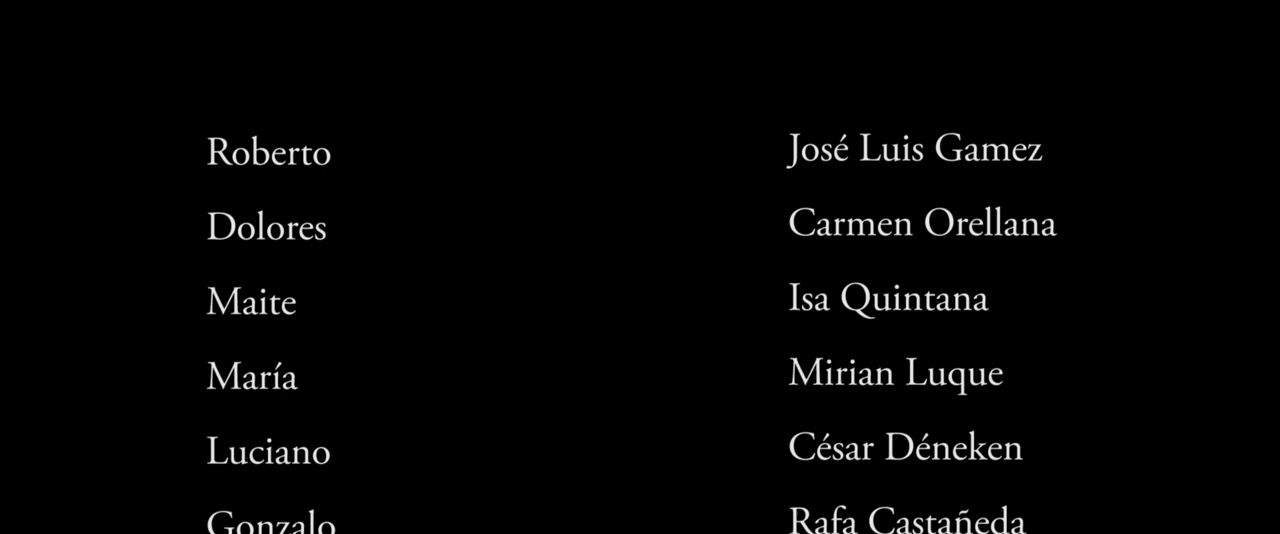 Roberto José Luis Gamez
Dolores Carmen Orellana
Maite Isa Quintana
María Mirian Luque
Luciano César Déneken
Gonzalo Rafa Castañeda